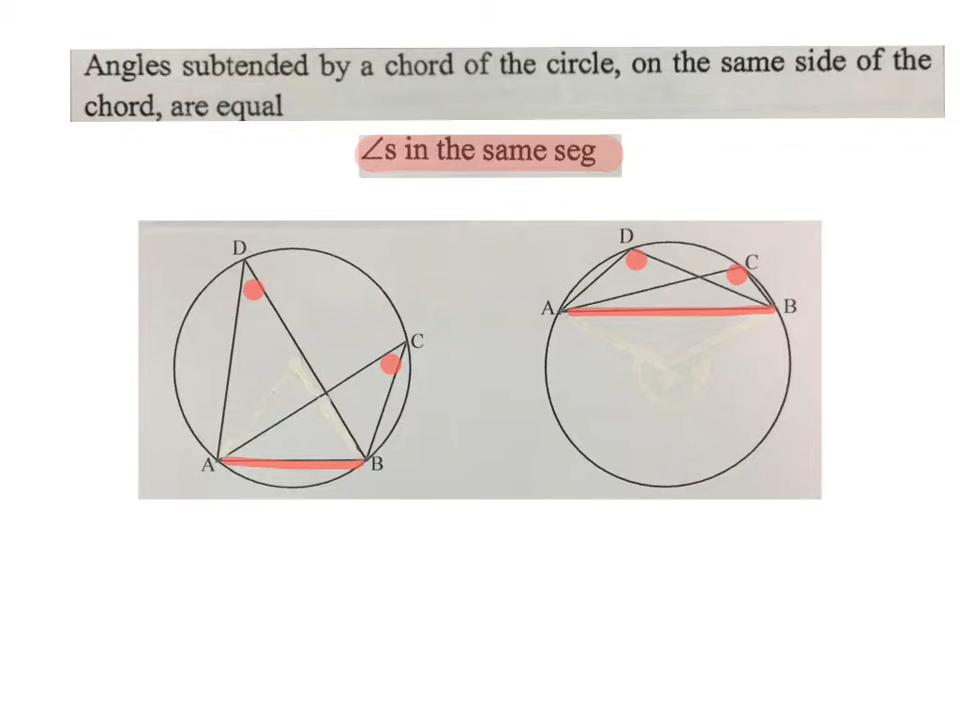 Angles subtended by a chord of the circle, on the same side of the
chord, are equal
∠s in the same seg
D
C
A
B
D
C
A
B